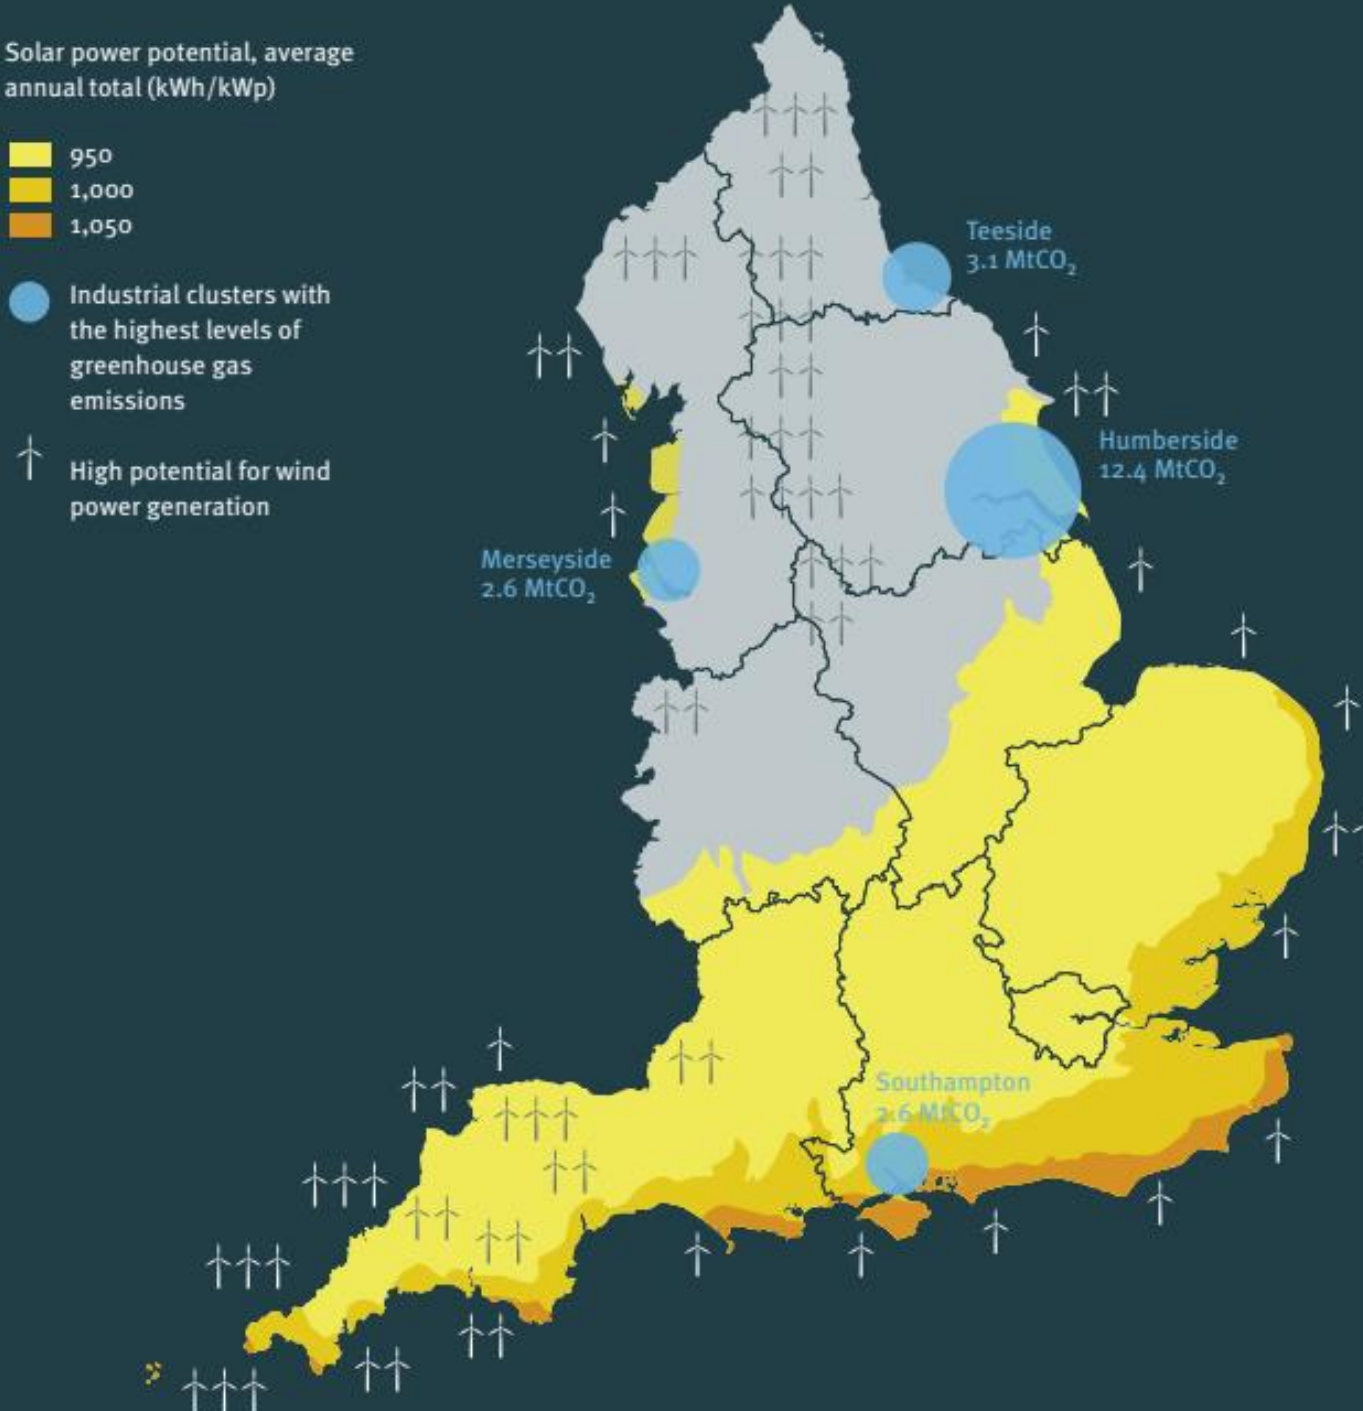 Solar power potential, average
annual total (kWh/kWp)
950
1,000
1,050
Industrial clusters with
the highest levels of
greenhouse gas
emissions
High potential for wind
power generation
Teeside
3.1 MtCO₂
Humberside
12.4 MtCO₂
Merseyside
2.6 MtCO₂
Southampton
2.6 MtCO₂